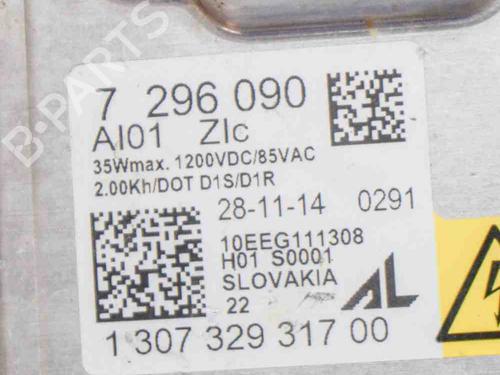 B-PARTS
7 296 090
AI01 ZIc
35Wmax. 1200VDC/85VAC
2.00Kh/DOT D1S/D1R
28-11-14 0291
10EEG111308
H01 S0001
SLOVAKIA
22
AL
1 307 329 317 00